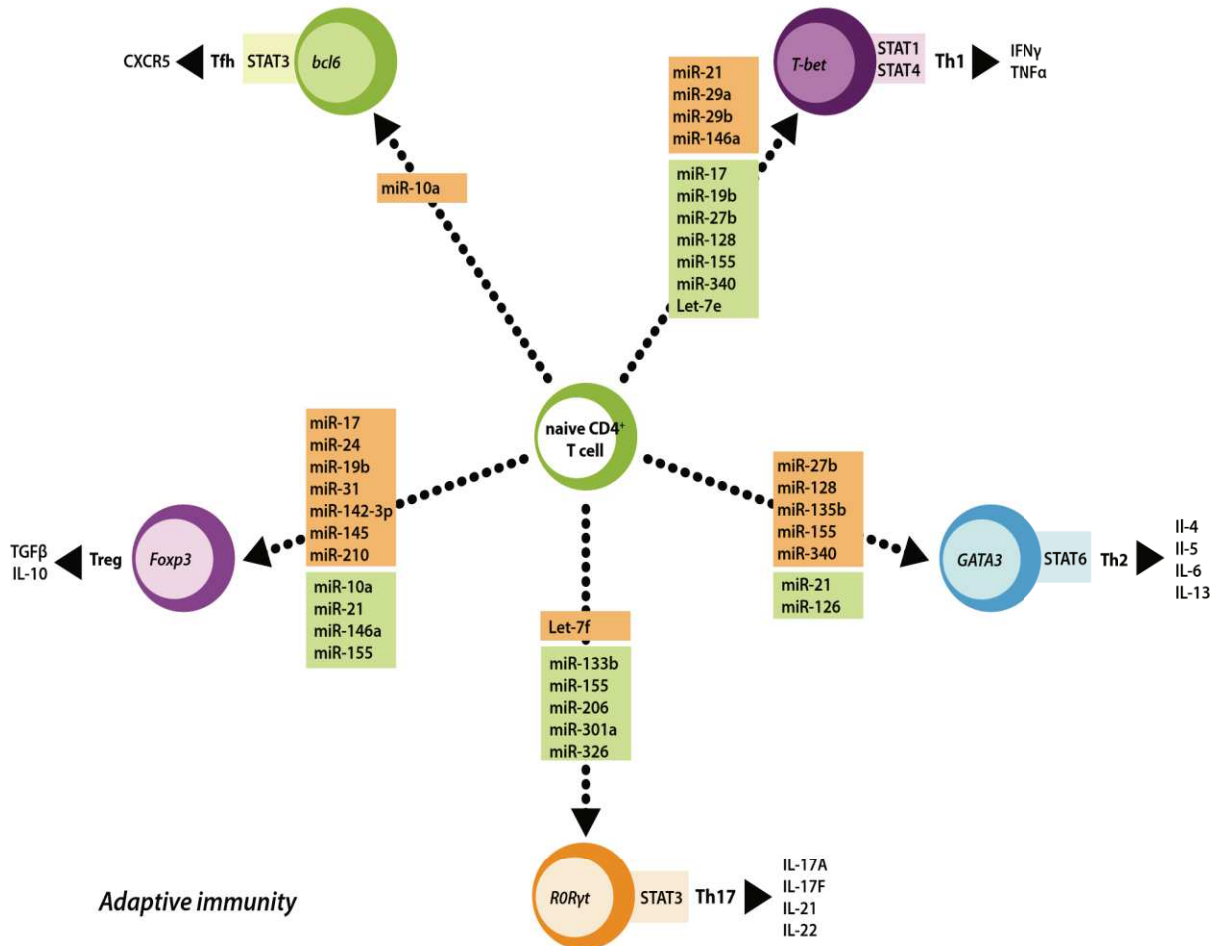 CXCR5
Tfh
STAT3
bcl6
miR-10a
T-bet
STAT1
STAT4
Th1
IFNγ
TNFα
miR-21
miR-29a
miR-29b
miR-146a
miR-17
miR-19b
miR-27b
miR-128
miR-155
miR-340
Let-7e
naive CD4⁺
T cell
TGFβ
IL-10
Treg
Foxp3
miR-17
miR-24
miR-19b
miR-31
miR-142-3p
miR-145
miR-210
miR-10a
miR-21
miR-146a
miR-155
miR-27b
miR-128
miR-135b
miR-155
miR-340
miR-21
miR-126
GATA3
STAT6
Th2
Il-4
Il-5
IL-6
IL-13
Let-7f
miR-133b
miR-155
miR-206
miR-301a
miR-326
R0Ryt
STAT3
Th17
IL-17A
IL-17F
IL-21
IL-22
Adaptive immunity